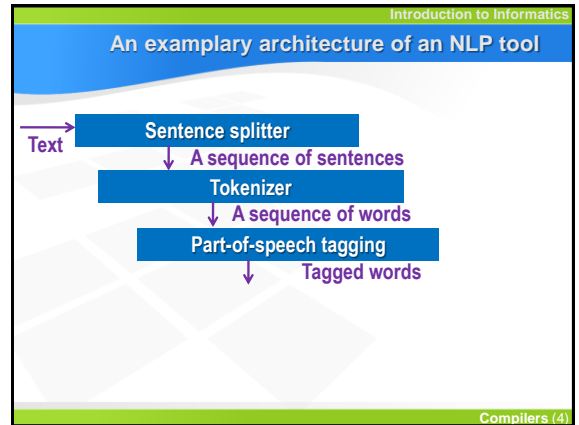 Introduction to Informatics
An examplary architecture of an NLP tool
Sentence splitter
Text
A sequence of sentences
Tokenizer
A sequence of words
Part-of-speech tagging
Tagged words
Compilers (4)